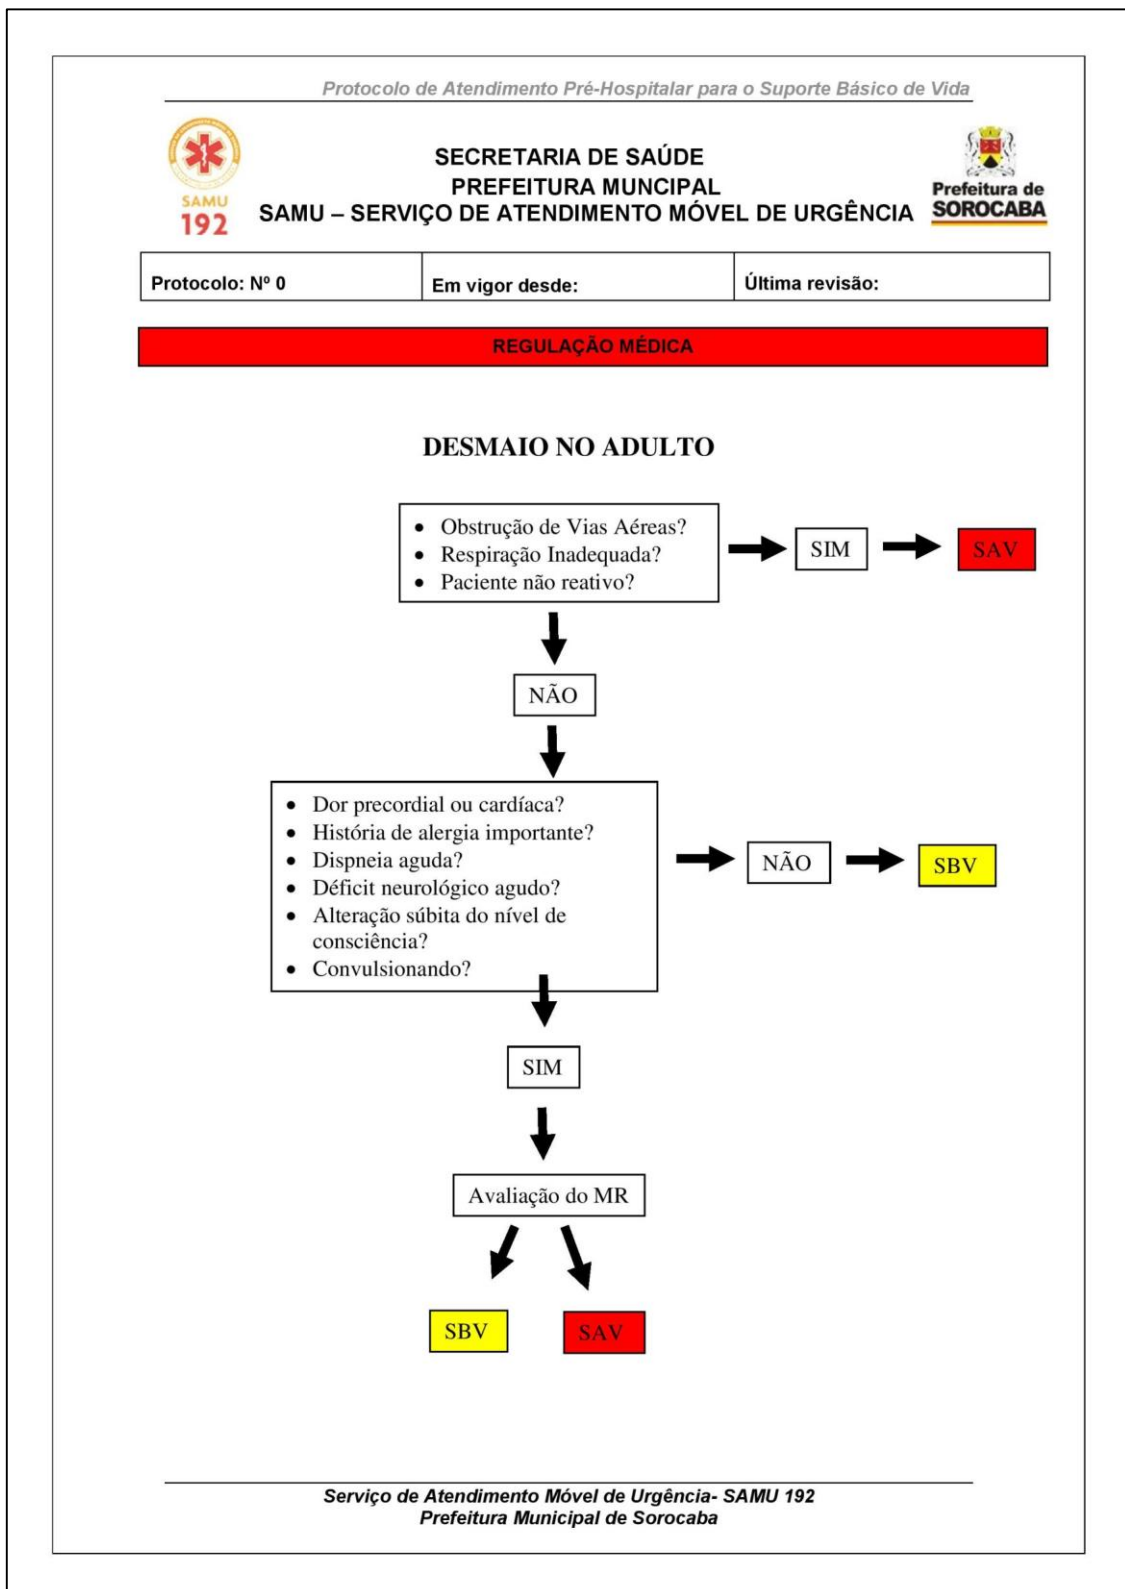 Protocolo de Atendimento Pré-Hospitalar para o Suporte Básico de Vida
SAMU
192
SECRETARIA DE SAÚDE
PREFEITURA MUNCIPAL
SAMU – SERVIÇO DE ATENDIMENTO MÓVEL DE URGÊNCIA
Prefeitura de
SOROCABA
Protocolo: Nº 0
Em vigor desde:
Última revisão:
REGULAÇÃO MÉDICA
DESMAIO NO ADULTO
• Obstrução de Vias Aéreas?
• Respiração Inadequada?
• Paciente não reativo?
SIM
SAV
NÃO
• Dor precordial ou cardíaca?
• História de alergia importante?
• Dispneia aguda?
• Déficit neurológico agudo?
• Alteração súbita do nível de
consciência?
• Convulsionando?
NÃO
SBV
SIM
Avaliação do MR
SBV
SAV
Serviço de Atendimento Móvel de Urgência- SAMU 192
Prefeitura Municipal de Sorocaba